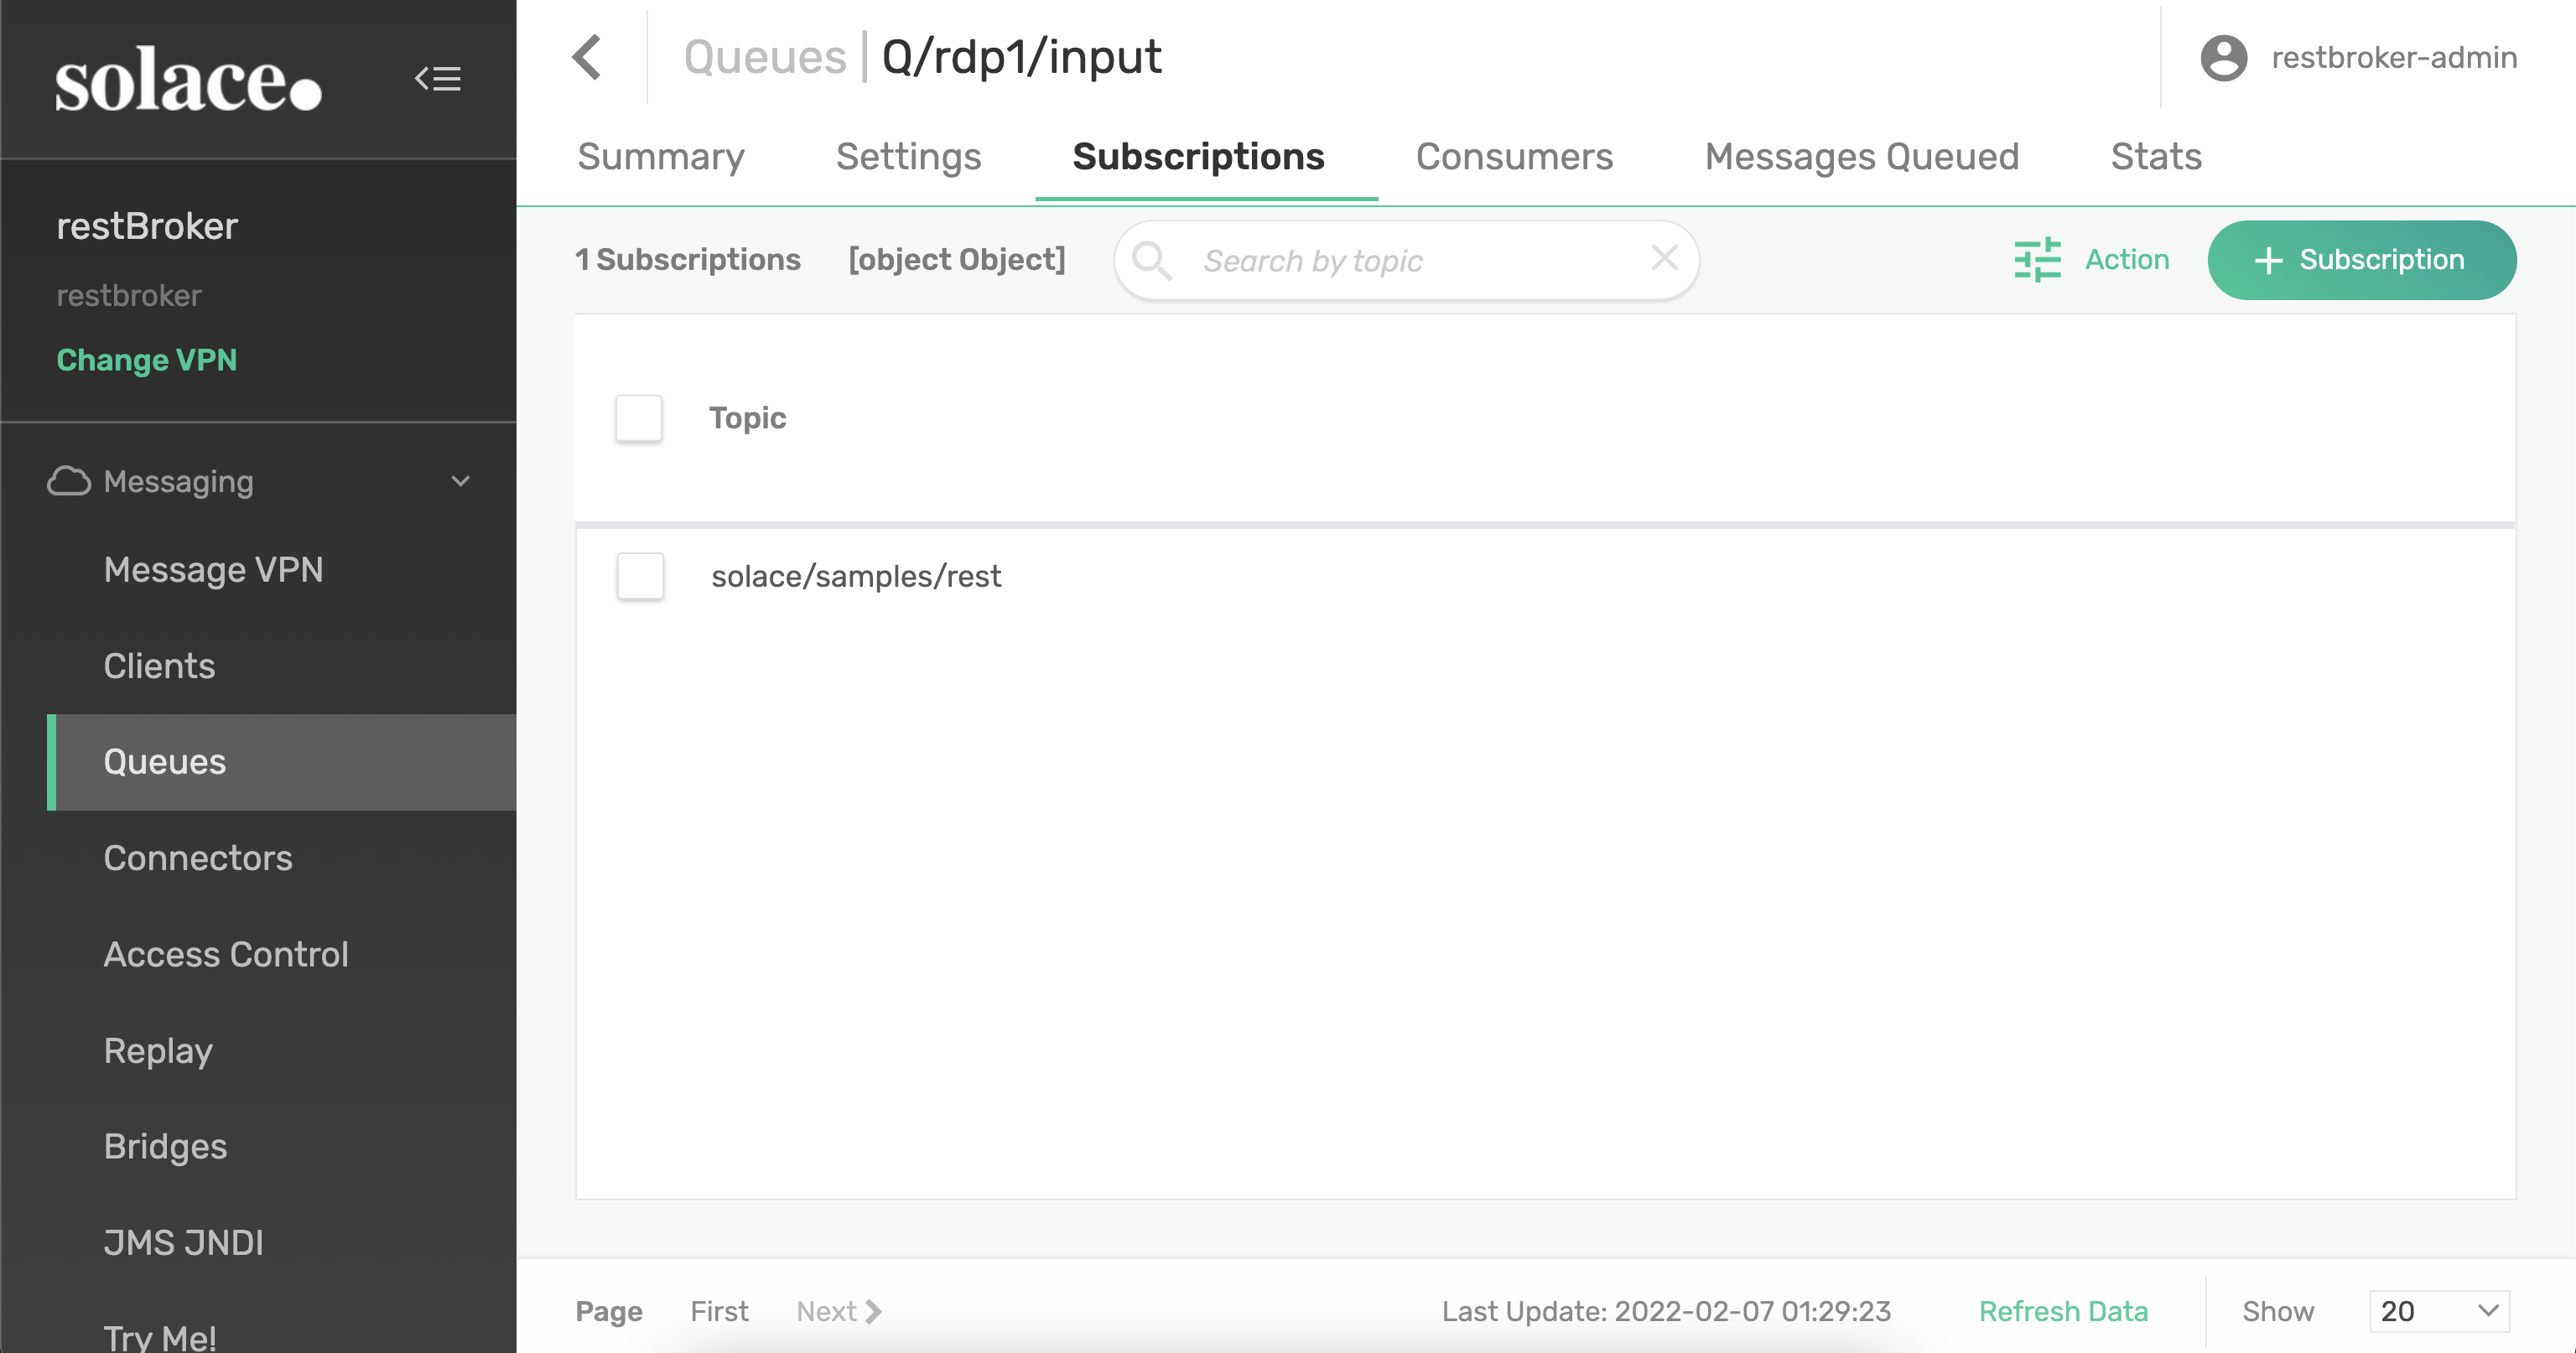 solace
restBroker
restbroker
Change VPN
Messaging
Message VPN
Clients
Queues
Connectors
Access Control
Replay
Bridges
JMS JNDI
Try Me!
Queues | Q/rdp1/input
restbroker-admin
Summary Settings Subscriptions Consumers Messages Queued Stats
1 Subscriptions [object Object] Search by topic Action + Subscription
Topic
solace/samples/rest
Page First Next Last Update: 2022-02-07 01:29:23 Refresh Data Show 20